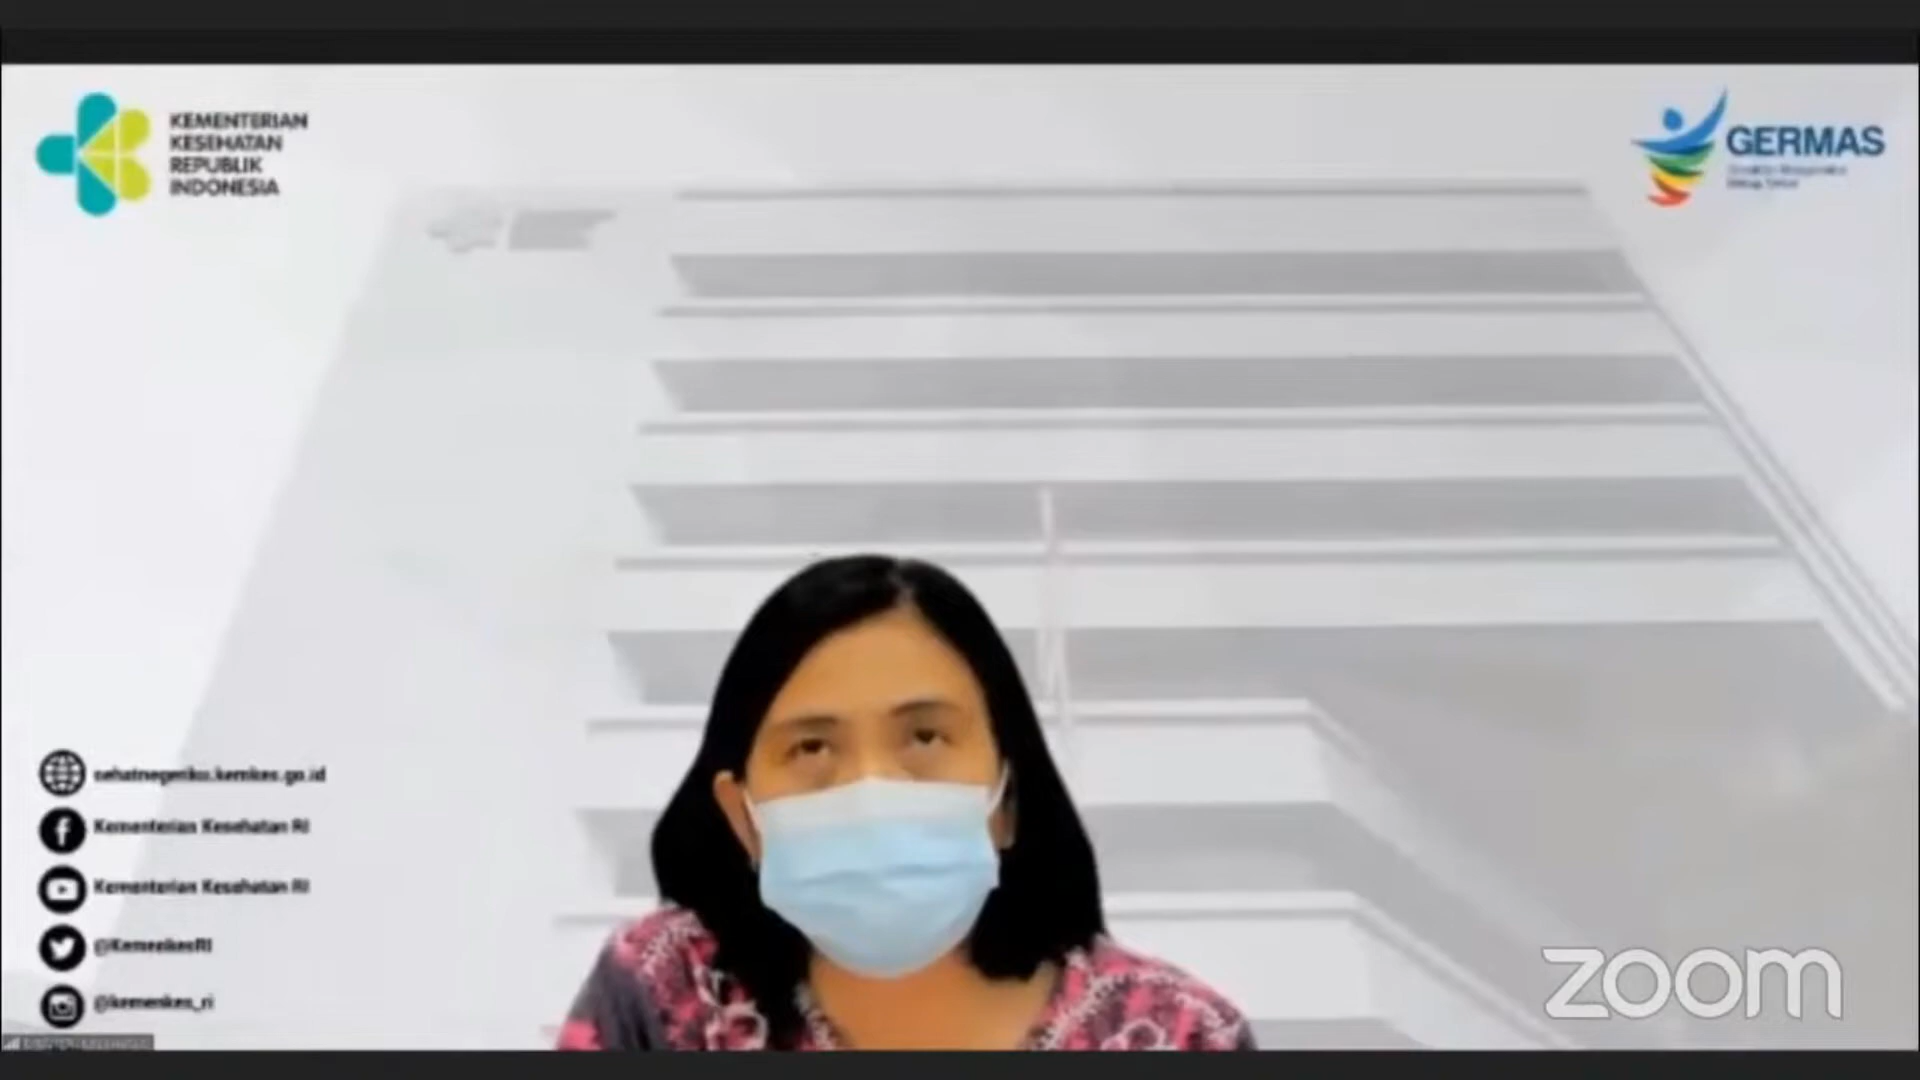 KEMENTERIAN
KESEHATAN
REPUBLIK
INDONESIA
GERMAS
sehatnegeriku.kemkes.go.id
Kementerian Kesehatan RI
Kementerian Kesehatan RI
@KemenkesRI
@kemenkes_ri
zoom